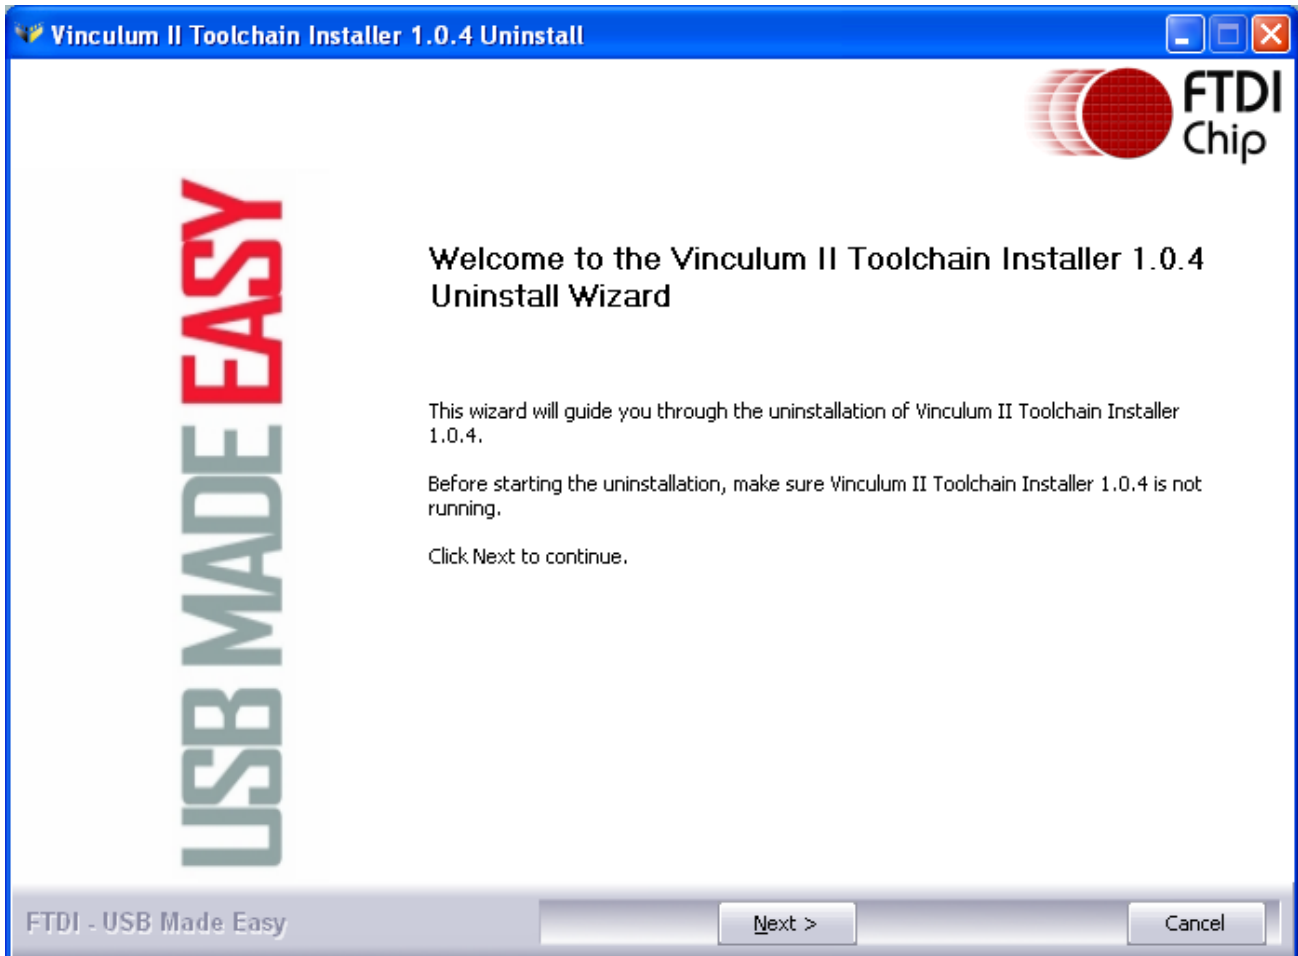 Vinculum II Toolchain Installer 1.0.4 Uninstall
FTDI
Chip
USB MADE EASY
Welcome to the Vinculum II Toolchain Installer 1.0.4
Uninstall Wizard
This wizard will guide you through the uninstallation of Vinculum II Toolchain Installer
1.0.4.
Before starting the uninstallation, make sure Vinculum II Toolchain Installer 1.0.4 is not
running.
Click Next to continue.
FTDI - USB Made Easy
Next >
Cancel